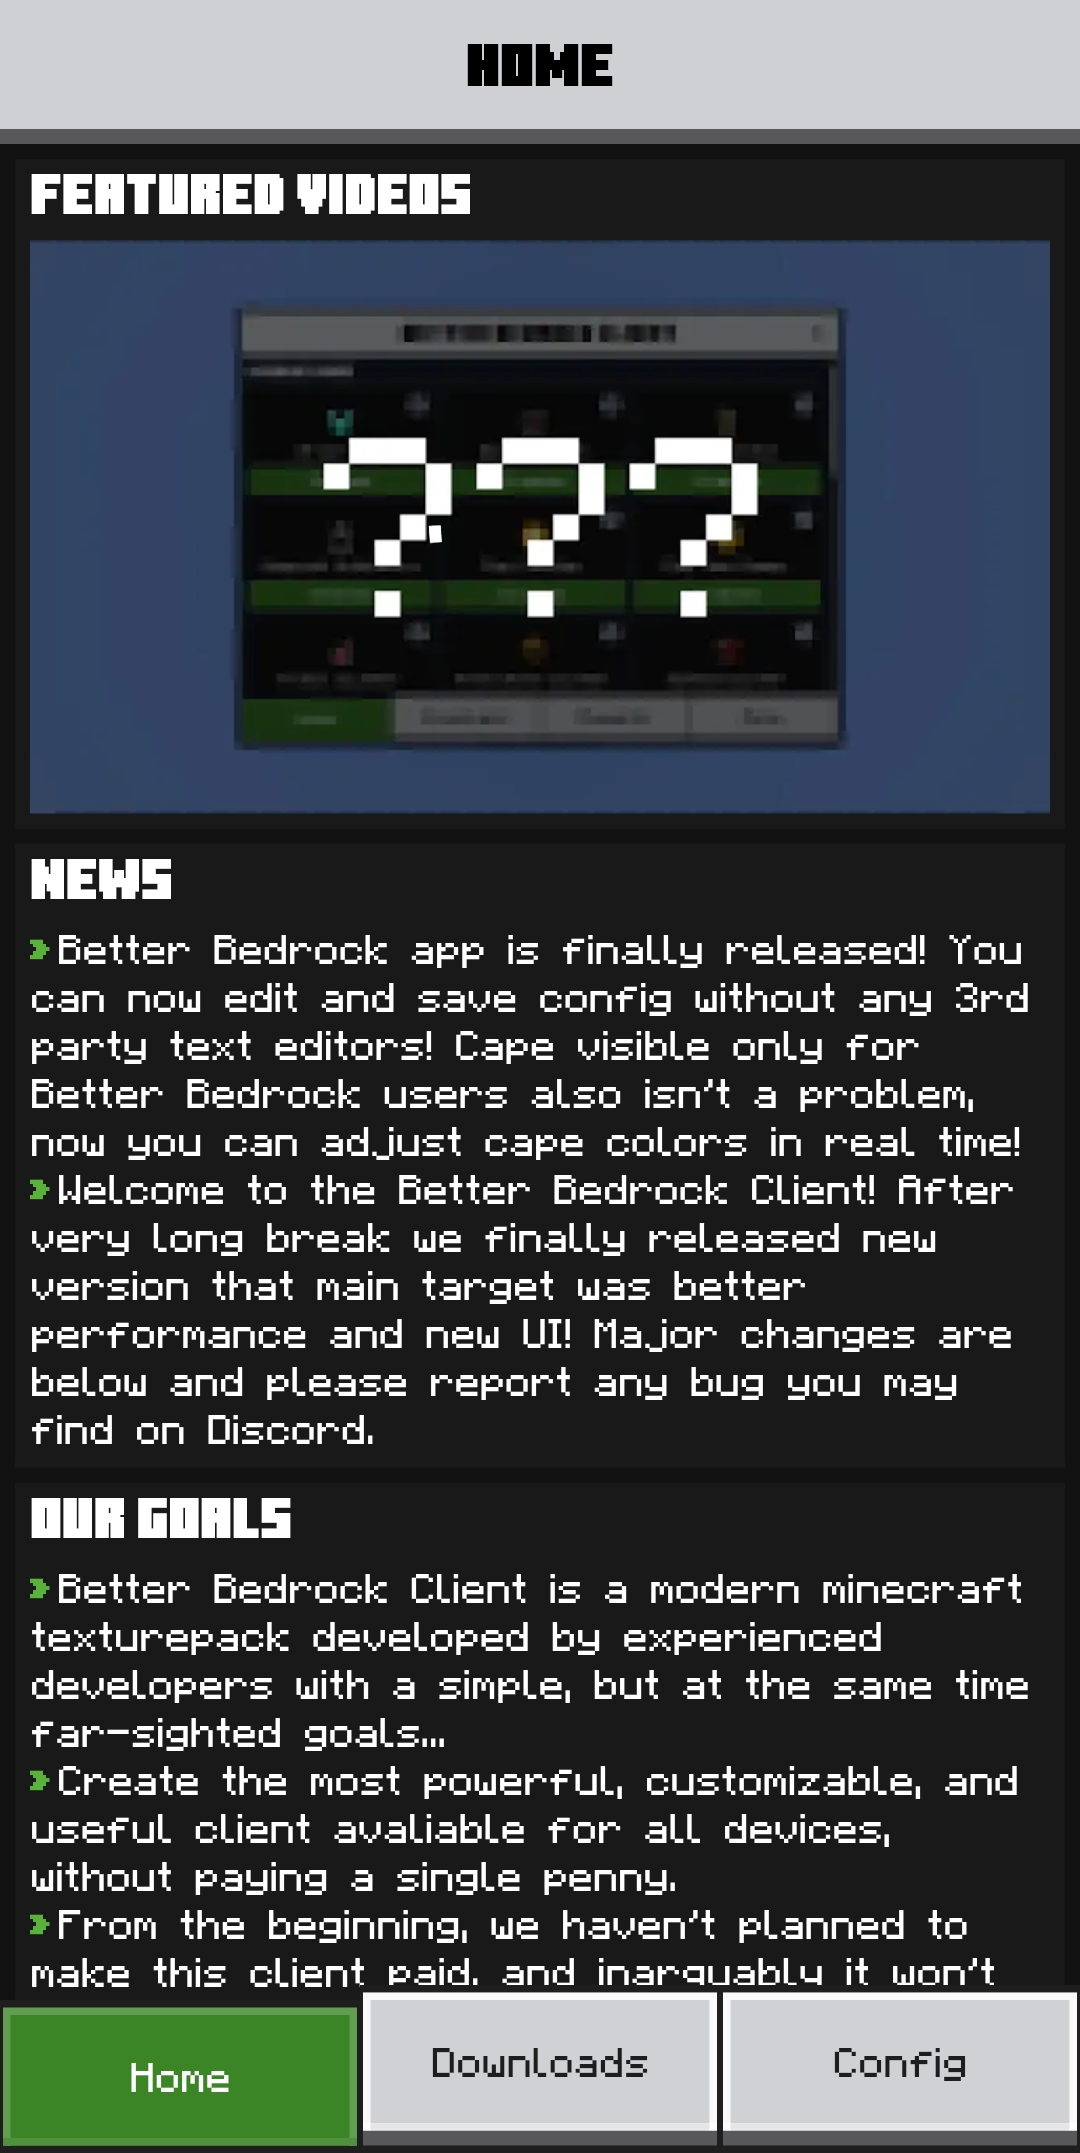 HOME
FEATURED VIDEOS
???
NEWS
Better Bedrock app is finally released! You
can now edit and save config without any 3rd
party text editors! Cape visible only for
Better Bedrock users also isn't a problem,
now you can adjust cape colors in real time!
Welcome to the Better Bedrock Client! After
very long break we finally released new
version that main target was better
performance and new UI! Major changes are
below and please report any bug you may
find on Discord.
OUR GOALS
Better Bedrock Client is a modern minecraft
texturepack developed by experienced
developers with a simple, but at the same time
far-sighted goals...
Create the most powerful, customizable, and
useful client avaliable for all devices,
without paying a single penny.
From the beginning, we haven't planned to
make this client paid, and inarguably it won't
Home
Downloads
Config